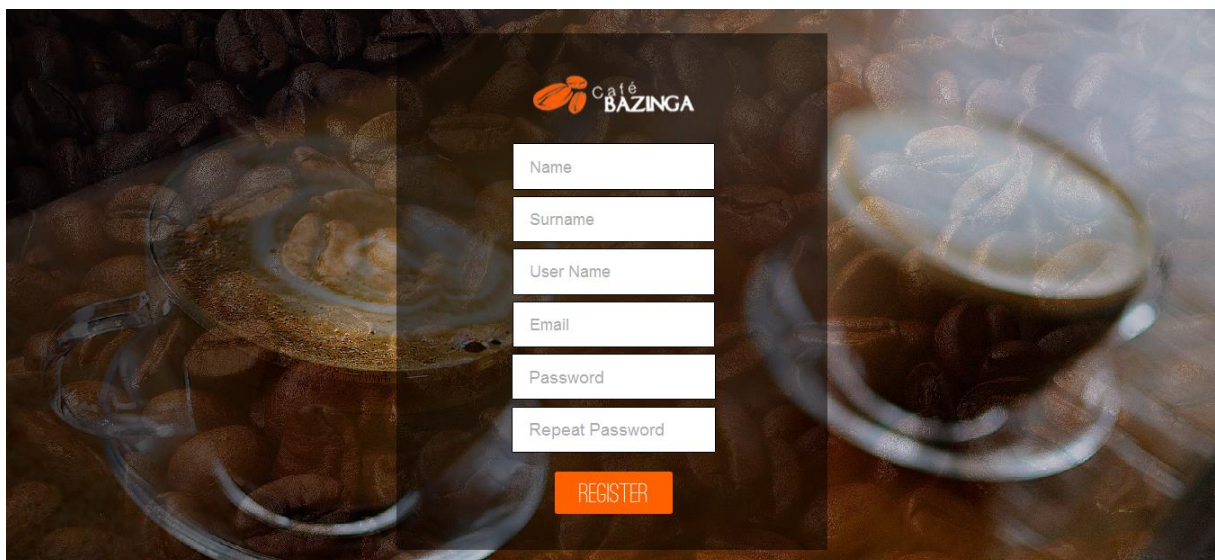 Café
BAZINGA
Name
Surname
User Name
Email
Password
Repeat Password
REGISTER